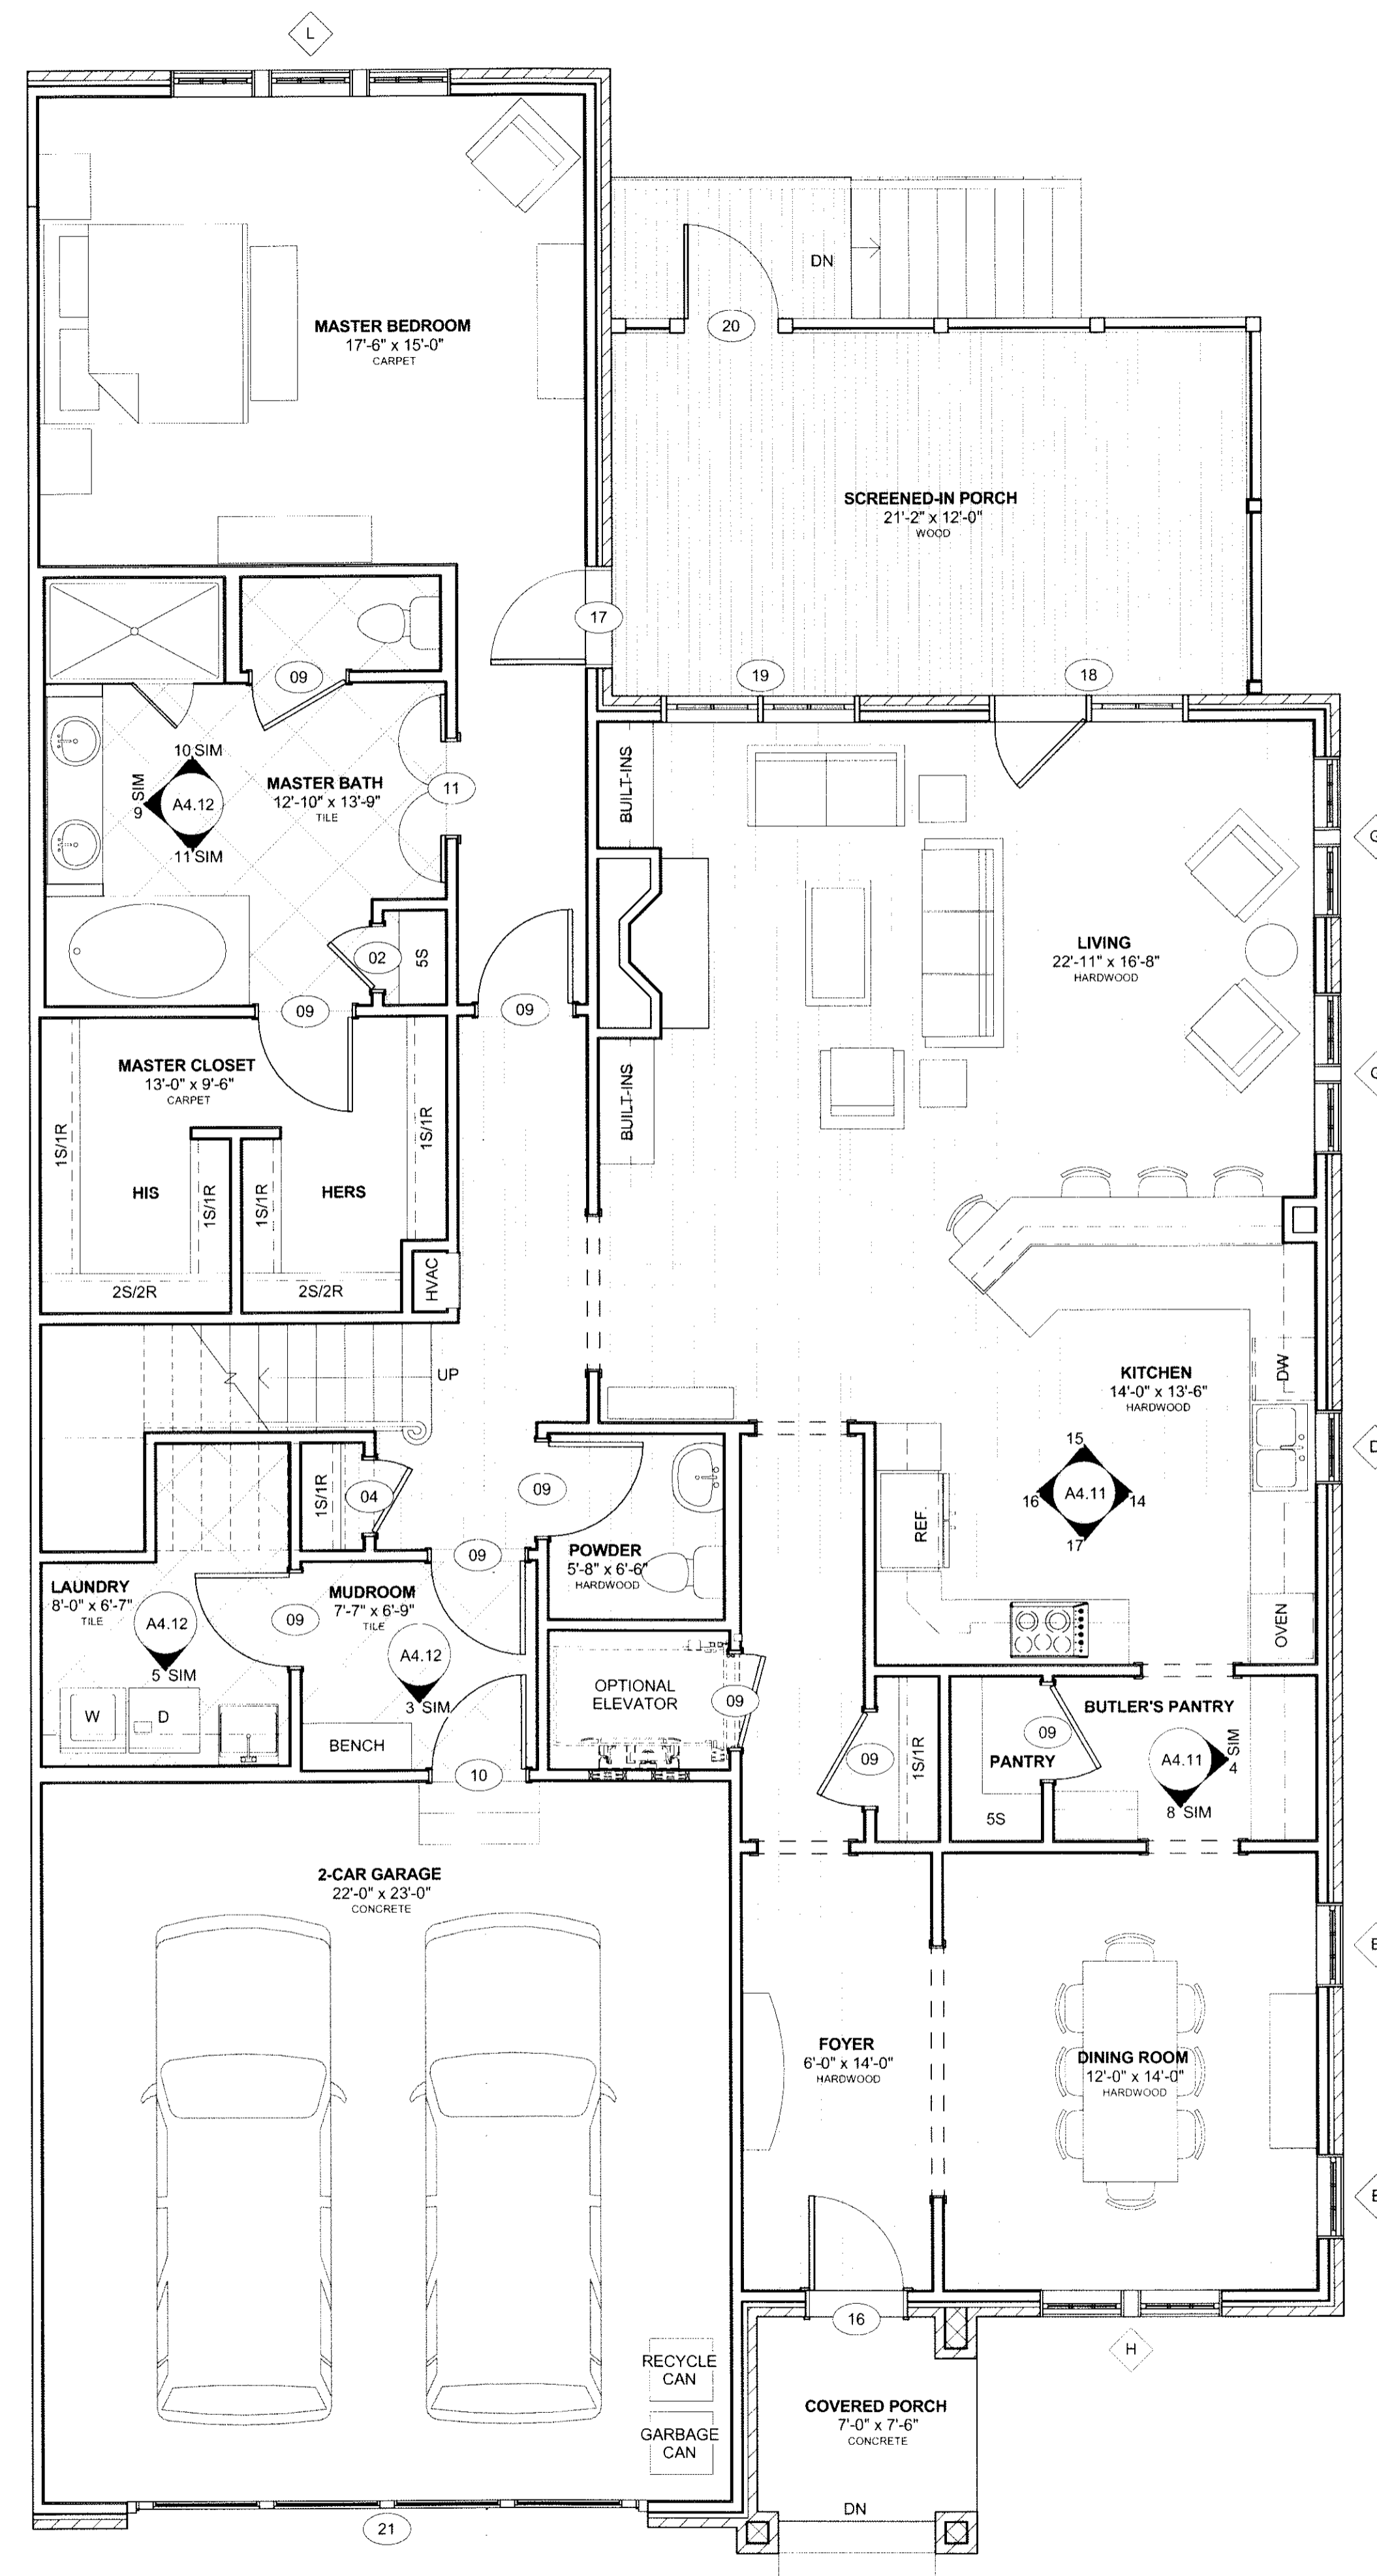 L
DN
MASTER BEDROOM
17'-6" x 15'-0"
CARPET
20
SCREENED-IN PORCH
21'-2" x 12'-0"
WOOD
17
09
19
18
10 SIM
9 SIM
A4.12
11 SIM
MASTER BATH
12'-10" x 13'-9"
TILE
11
BUILT-INS
G
02
5S
LIVING
22'-11" x 16'-8"
HARDWOOD
09
09
MASTER CLOSET
13'-0" x 9'-6"
CARPET
BUILT-INS
G
1S/1R
1S/1R
HIS
1S/1R
1S/1R
HERS
2S/2R
2S/2R
HVAC
UP
KITCHEN
14'-0" x 13'-6"
HARDWOOD
DW
D
15
16
A4.11
14
17
REF.
1S/1R
04
09
09
POWDER
5'-8" x 6'-6"
HARDWOOD
LAUNDRY
8'-0" x 6'-7"
TILE
A4.12
5 SIM
09
MUDROOM
7'-7" x 6'-9"
TILE
A4.12
3 SIM
OVEN
OPTIONAL
ELEVATOR
09
W
D
BENCH
BUTLER'S PANTRY
09
PANTRY
5S
09
1S/1R
A4.11
4 SIM
8 SIM
10
2-CAR GARAGE
22'-0" x 23'-0"
CONCRETE
FOYER
6'-0" x 14'-0"
HARDWOOD
DINING ROOM
12'-0" x 14'-0"
HARDWOOD
16
H
RECYCLE
CAN
GARBAGE
CAN
COVERED PORCH
7'-0" x 7'-6"
CONCRETE
DN
21